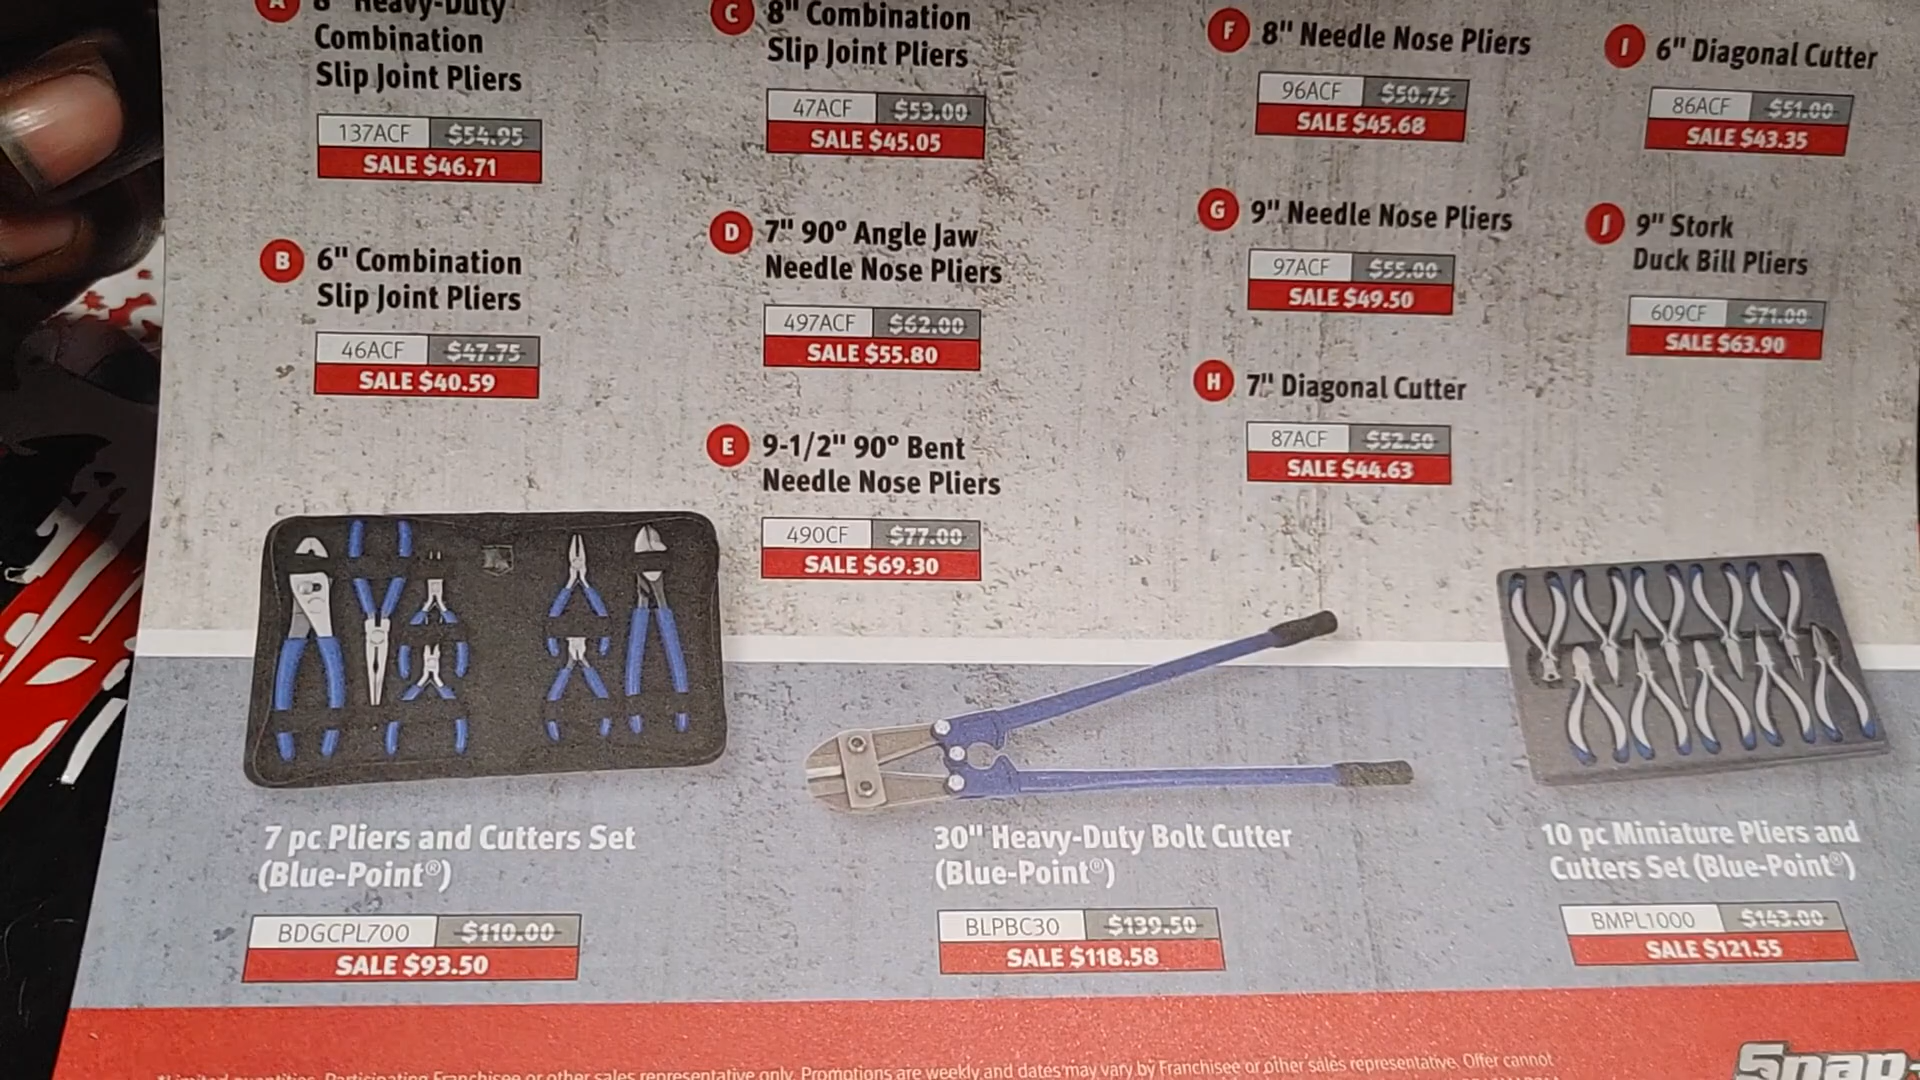 A 8" Heavy-Duty
Combination
Slip Joint Pliers
137ACF $54.95
SALE $46.71
B 6" Combination
Slip Joint Pliers
46ACF $47.75
SALE $40.59
C 8" Combination
Slip Joint Pliers
47ACF $53.00
SALE $45.05
D 7" 90° Angle Jaw
Needle Nose Pliers
497ACF $62.00
SALE $55.80
E 9-1/2" 90° Bent
Needle Nose Pliers
490CF $77.00
SALE $69.30
F 8" Needle Nose Pliers
96ACF $50.75
SALE $45.68
G 9" Needle Nose Pliers
97ACF $55.00
SALE $49.50
H 7" Diagonal Cutter
87ACF $52.50
SALE $44.63
I 6" Diagonal Cutter
86ACF $51.00
SALE $43.35
J 9" Stork
Duck Bill Pliers
609CF $71.00
SALE $63.90
7 pc Pliers and Cutters Set
(Blue-Point®)
BDGCPL700 $110.00
SALE $93.50
30" Heavy-Duty Bolt Cutter
(Blue-Point®)
BLPBC30 $139.50
SALE $118.58
10 pc Miniature Pliers and
Cutters Set (Blue-Point®)
BMPL1000 $143.00
SALE $121.55
*Limited quantities. Participating Franchisee or other sales representative only. Promotions are weekly and dates may vary by Franchisee or other sales representative. Offer cannot
Snap-